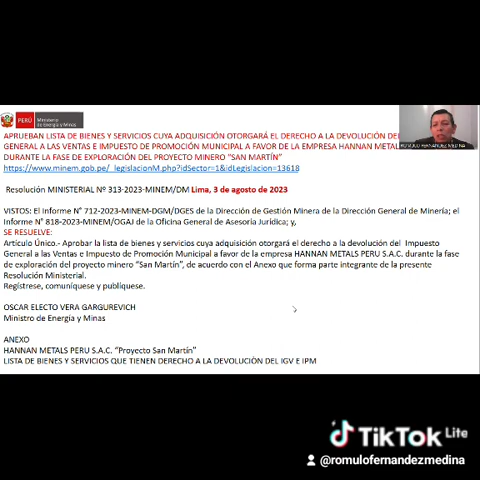 PERÚ Ministerio de Energía y Minas
APRUEBAN LISTA DE BIENES Y SERVICIOS CUYA ADQUISICIÓN OTORGARÁ EL DERECHO A LA DEVOLUCIÓN DEL
GENERAL A LAS VENTAS E IMPUESTO DE PROMOCIÓN MUNICIPAL A FAVOR DE LA EMPRESA HANNAN METAL
DURANTE LA FASE DE EXPLORACIÓN DEL PROYECTO MINERO "SAN MARTÍN"
https://www.minem.gob.pe/_legislacionM.php?idSector=1&idLegislacion=13618
ROMULO FERNANDEZ MEDINA
Resolución MINISTERIAL Nº 313-2023-MINEM/DM Lima, 3 de agosto de 2023
VISTOS: El Informe N° 712-2023-MINEM-DGM/DGES de la Dirección de Gestión Minera de la Dirección General de Minería; el
Informe N° 818-2023-MINEM/OGAJ de la Oficina General de Asesoría Jurídica; y,
SE RESUELVE:
Artículo Único.- Aprobar la lista de bienes y servicios cuya adquisición otorgará el derecho a la devolución del Impuesto
General a las Ventas e Impuesto de Promoción Municipal a favor de la empresa HANNAN METALS PERU S.A.C. durante la fase
de exploración del proyecto minero "San Martín", de acuerdo con el Anexo que forma parte integrante de la presente
Resolución Ministerial.
Regístrese, comuníquese y publíquese.
OSCAR ELECTO VERA GARGUREVICH
Ministro de Energía y Minas
ANEXO
HANNAN METALS PERU S.A.C. "Proyecto San Martín"
LISTA DE BIENES Y SERVICIOS QUE TIENEN DERECHO A LA DEVOLUCIÓN DEL IGV E IPM
TikTok Lite
@romulofernandezmedina